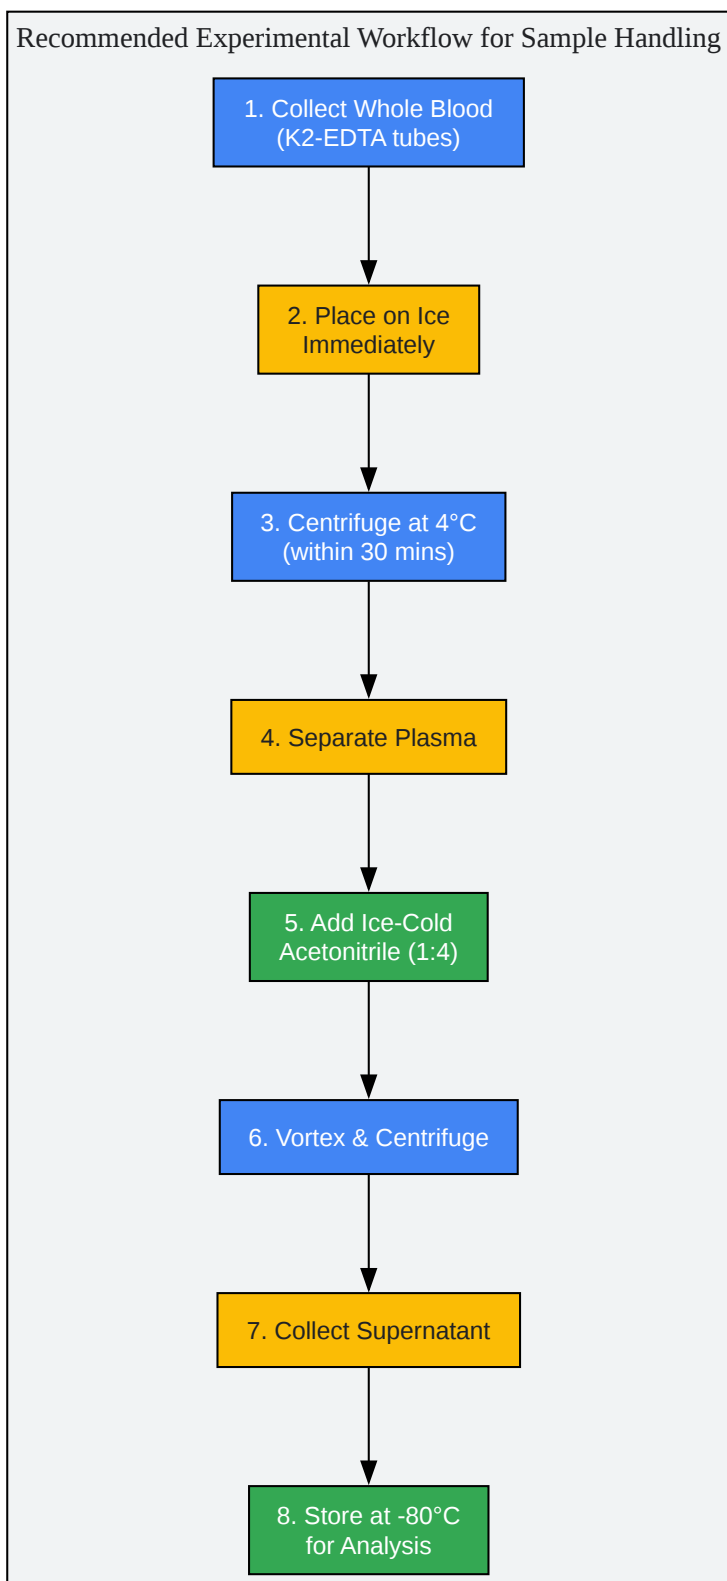 Recommended Experimental Workflow for Sample Handling
1. Collect Whole Blood
(K2-EDTA tubes)
2. Place on Ice
Immediately
3. Centrifuge at 4°C
(within 30 mins)
4. Separate Plasma
5. Add Ice-Cold
Acetonitrile (1:4)
6. Vortex & Centrifuge
7. Collect Supernatant
8. Store at -80°C
for Analysis